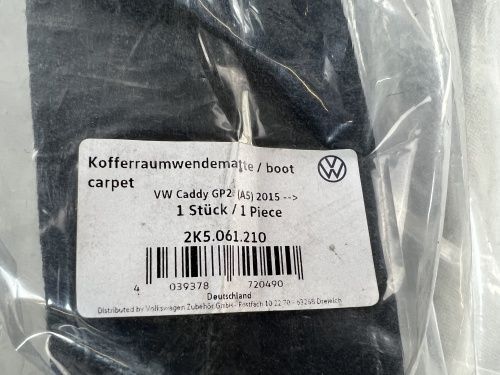 Kofferraumwendematte / boot
carpet
VW Caddy GP2 (A5) 2015 -->
1 Stück / 1 Piece
2K5.061.210
4 039378 720490
Deutschland
Distributed by Volkswagen Zubehör GmbH - Postfach 10 22 70 - 63268 Dreieich